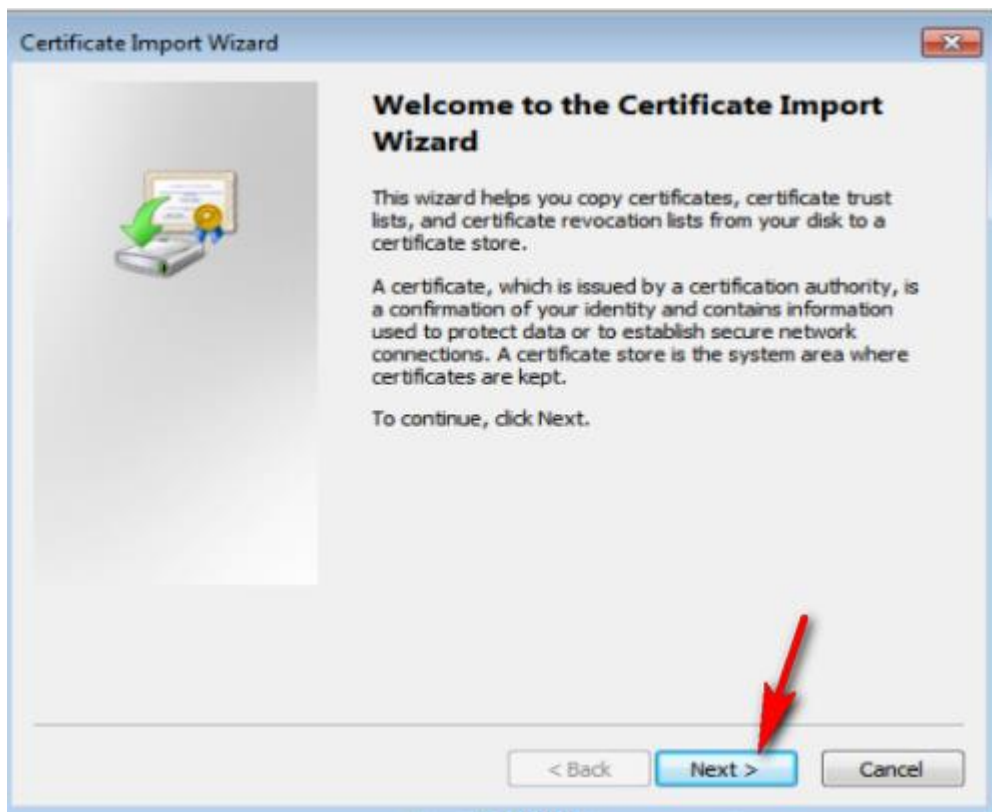 Certificate Import Wizard
Welcome to the Certificate Import
Wizard
This wizard helps you copy certificates, certificate trust
lists, and certificate revocation lists from your disk to a
certificate store.
A certificate, which is issued by a certification authority, is
a confirmation of your identity and contains information
used to protect data or to establish secure network
connections. A certificate store is the system area where
certificates are kept.
To continue, click Next.
< Back
Next >
Cancel